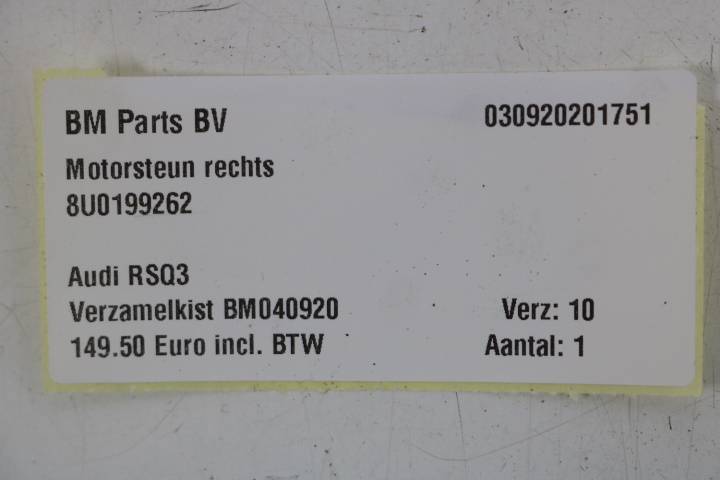 BM Parts BV 030920201751
Motorsteun rechts
8U0199262
Audi RSQ3
Verzamelkist BM040920 Verz: 10
149.50 Euro incl. BTW Aantal: 1